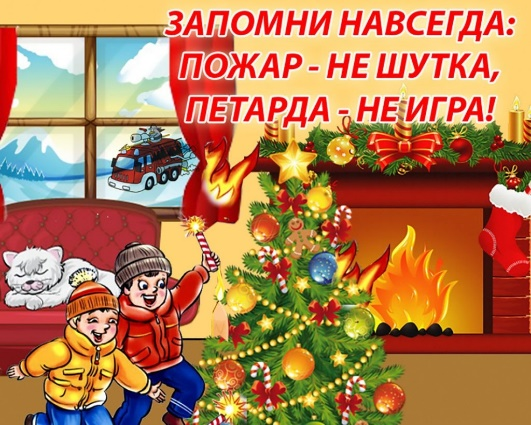 ЗАПОМНИ НАВСЕГДА:
ПОЖАР - НЕ ШУТКА,
ПЕТАРДА - НЕ ИГРА!